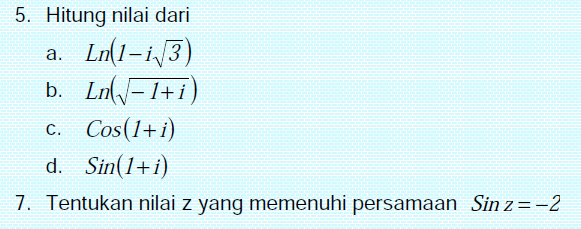 5. Hitung nilai dari
a. Ln(1−i√3)
b. Ln(√−1+i)
c. Cos(1+i)
d. Sin(1+i)
7. Tentukan nilai z yang memenuhi persamaan Sin z = −2